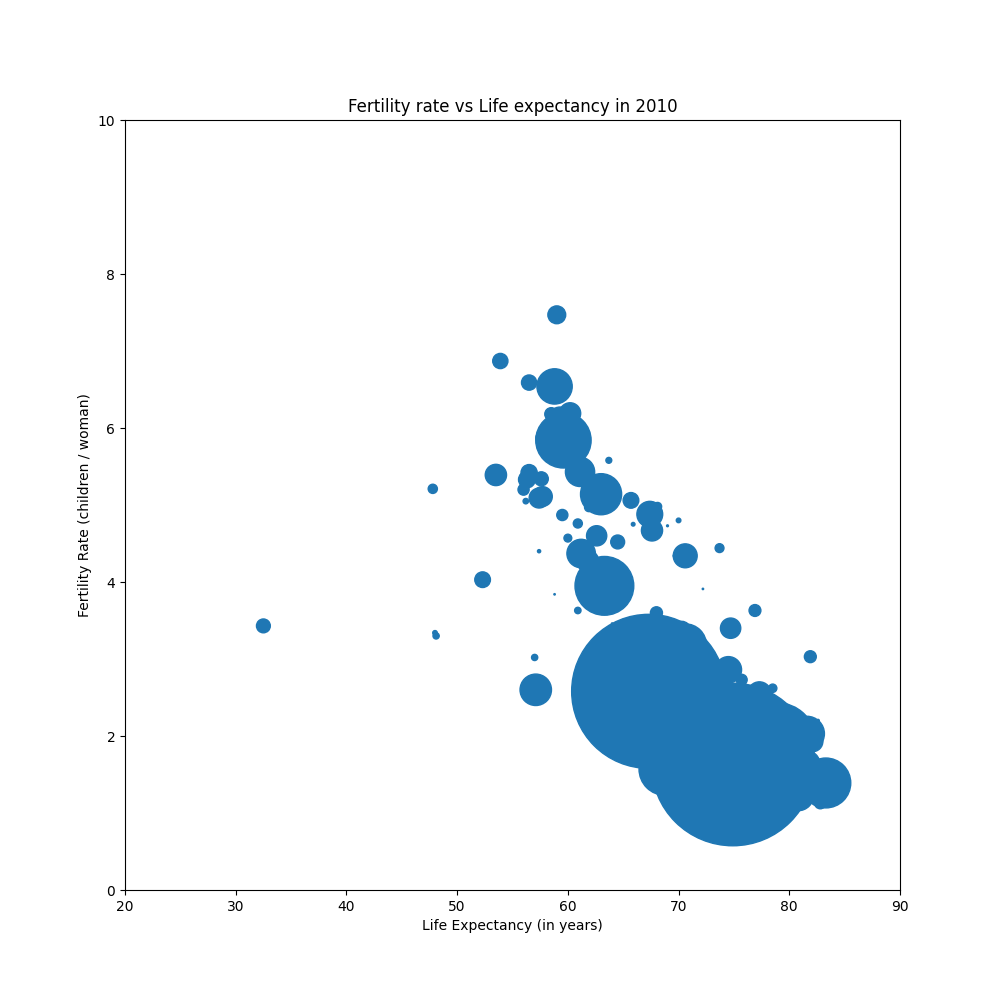 Fertility rate vs Life expectancy in 2010
10
8
6
4
2
0
Fertility Rate (children / woman)
20 30 40 50 60 70 80 90
Life Expectancy (in years)